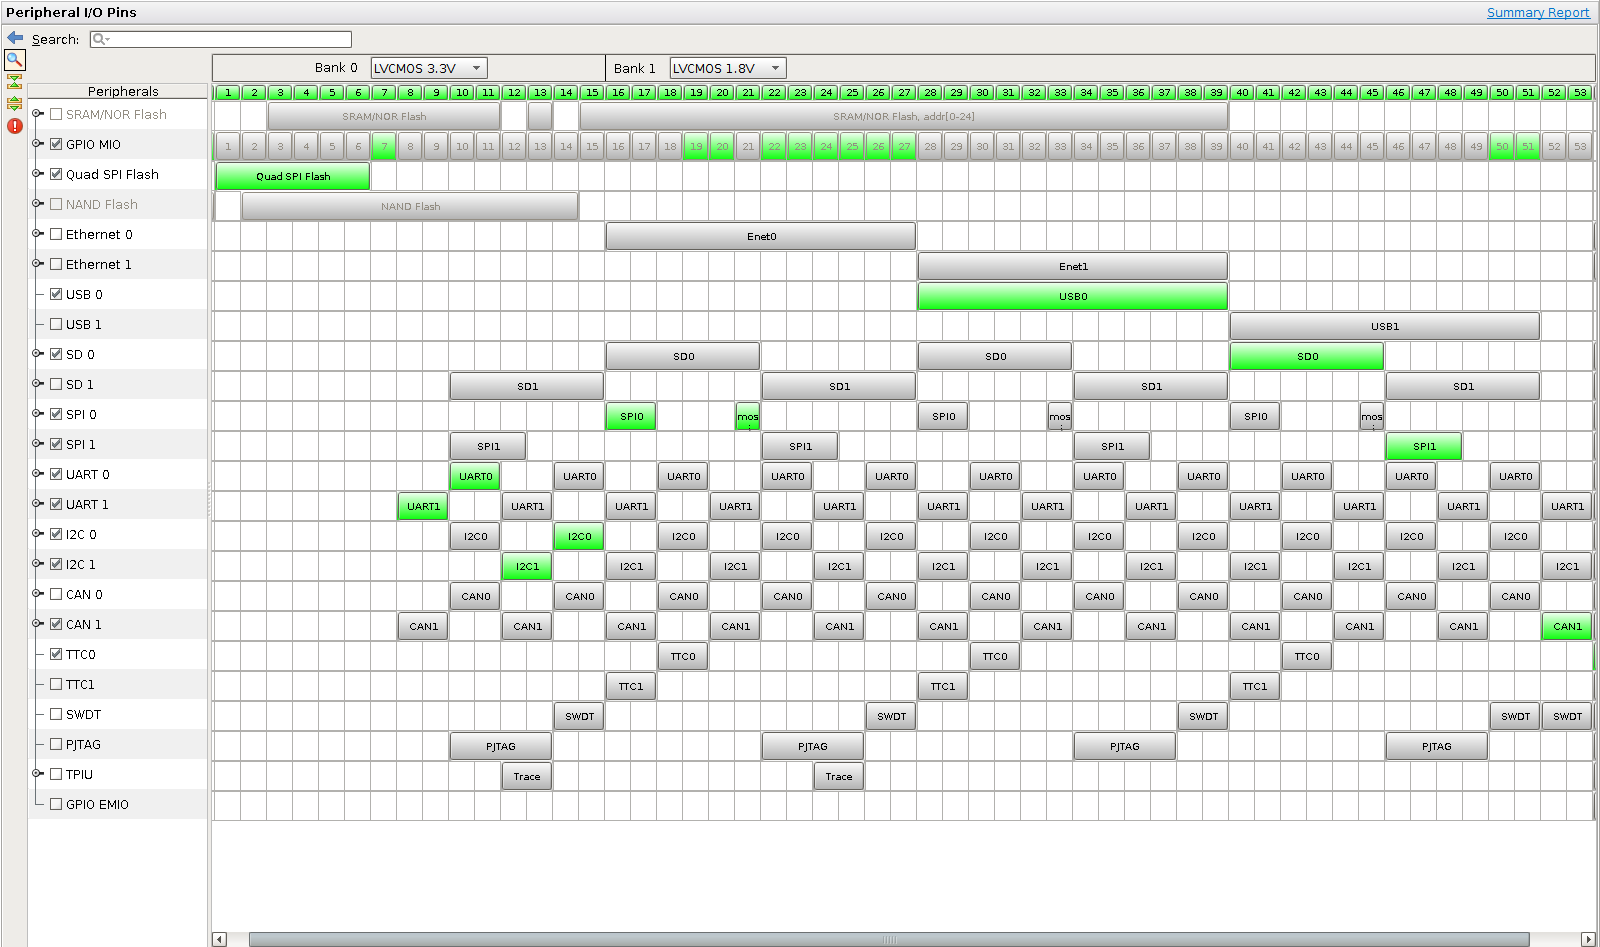 Peripheral I/O Pins Summary Report
Search:
Bank 0 LVCMOS 3.3V Bank 1 LVCMOS 1.8V
Peripherals 1 2 3 4 5 6 7 8 9 10 11 12 13 14 15 16 17 18 19 20 21 22 23 24 25 26 27 28 29 30 31 32 33 34 35 36 37 38 39 40 41 42 43 44 45 46 47 48 49 50 51 52 53
SRAM/NOR Flash SRAM/NOR Flash SRAM/NOR Flash, addr[0-24]
GPIO MIO 1 2 3 4 5 6 7 8 9 10 11 12 13 14 15 16 17 18 19 20 21 22 23 24 25 26 27 28 29 30 31 32 33 34 35 36 37 38 39 40 41 42 43 44 45 46 47 48 49 50 51 52 53
Quad SPI Flash Quad SPI Flash
NAND Flash NAND Flash
Ethernet 0 Enet0
Ethernet 1 Enet1
USB 0 USB0
USB 1 USB1
SD 0 SD0 SD0 SD0
SD 1 SD1 SD1 SD1 SD1
SPI 0 SPI0 mos SPI0 mos SPI0 mos
SPI 1 SPI1 SPI1 SPI1 SPI1
UART 0 UART0 UART0 UART0 UART0 UART0 UART0 UART0 UART0 UART0 UART0 UART0
UART 1 UART1 UART1 UART1 UART1 UART1 UART1 UART1 UART1 UART1 UART1 UART1 UART1
I2C 0 I2C0 I2C0 I2C0 I2C0 I2C0 I2C0 I2C0 I2C0 I2C0 I2C0 I2C0
I2C 1 I2C1 I2C1 I2C1 I2C1 I2C1 I2C1 I2C1 I2C1 I2C1 I2C1 I2C1
CAN 0 CAN0 CAN0 CAN0 CAN0 CAN0 CAN0 CAN0 CAN0 CAN0 CAN0 CAN0
CAN 1 CAN1 CAN1 CAN1 CAN1 CAN1 CAN1 CAN1 CAN1 CAN1 CAN1 CAN1 CAN1
TTC0 TTC0 TTC0 TTC0
TTC1 TTC1 TTC1 TTC1
SWDT SWDT SWDT SWDT SWDT SWDT
PJTAG PJTAG PJTAG PJTAG PJTAG
TPIU Trace Trace
GPIO EMIO